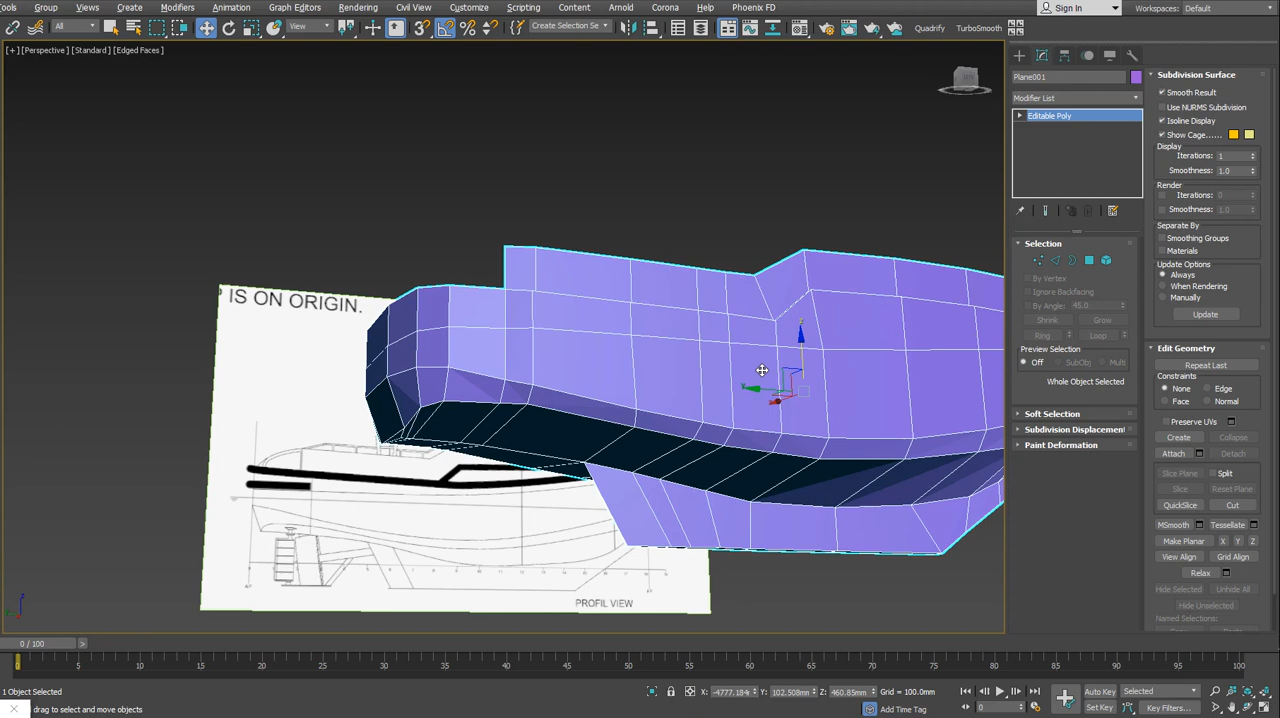 Tools Group Views Create Modifiers Animation Graph Editors Rendering Civil View Customize Scripting Content Arnold Corona Help Phoenix FD Sign In Workspaces: Default
All View Create Selection Se Quadrify TurboSmooth
[+] [Perspective] [Standard] [Edged Faces]
IS ON ORIGIN.
PROFIL VIEW
Plane001
Modifier List
Editable Poly
Selection
By Vertex
Ignore Backfacing
By Angle: 45.0
Shrink Grow
Ring Loop
Preview Selection
Off SubObj Multi
Whole Object Selected
Soft Selection
Subdivision Displacemen
Paint Deformation
Subdivision Surface
Smooth Result
Use NURMS Subdivision
Isoline Display
Show Cage......
Display
Iterations: 1
Smoothness: 1.0
Render
Iterations: 0
Smoothness: 1.0
Separate By
Smoothing Groups
Materials
Update Options
Always
When Rendering
Manually
Update
Edit Geometry
Repeat Last
Constraints
None Edge
Face Normal
Preserve UVs
Create Collapse
Attach Detach
Slice Plane Split
Slice Reset Plane
QuickSlice Cut
MSmooth Tessellate
Make Planar X Y Z
View Align Grid Align
Relax
Hide Selected Unhide All
Hide Unselected
Named Selections:
0 / 100 >
0 5 10 15 20 25 30 35 40 45 50 55 60 65 70 75 80 85 90 95 100
1 Object Selected X: -4777.184 Y: 102.508mm Z: 460.85mm Grid = 100.0mm Auto Key Selected
drag to select and move objects Add Time Tag 0 Set Key Key Filters...